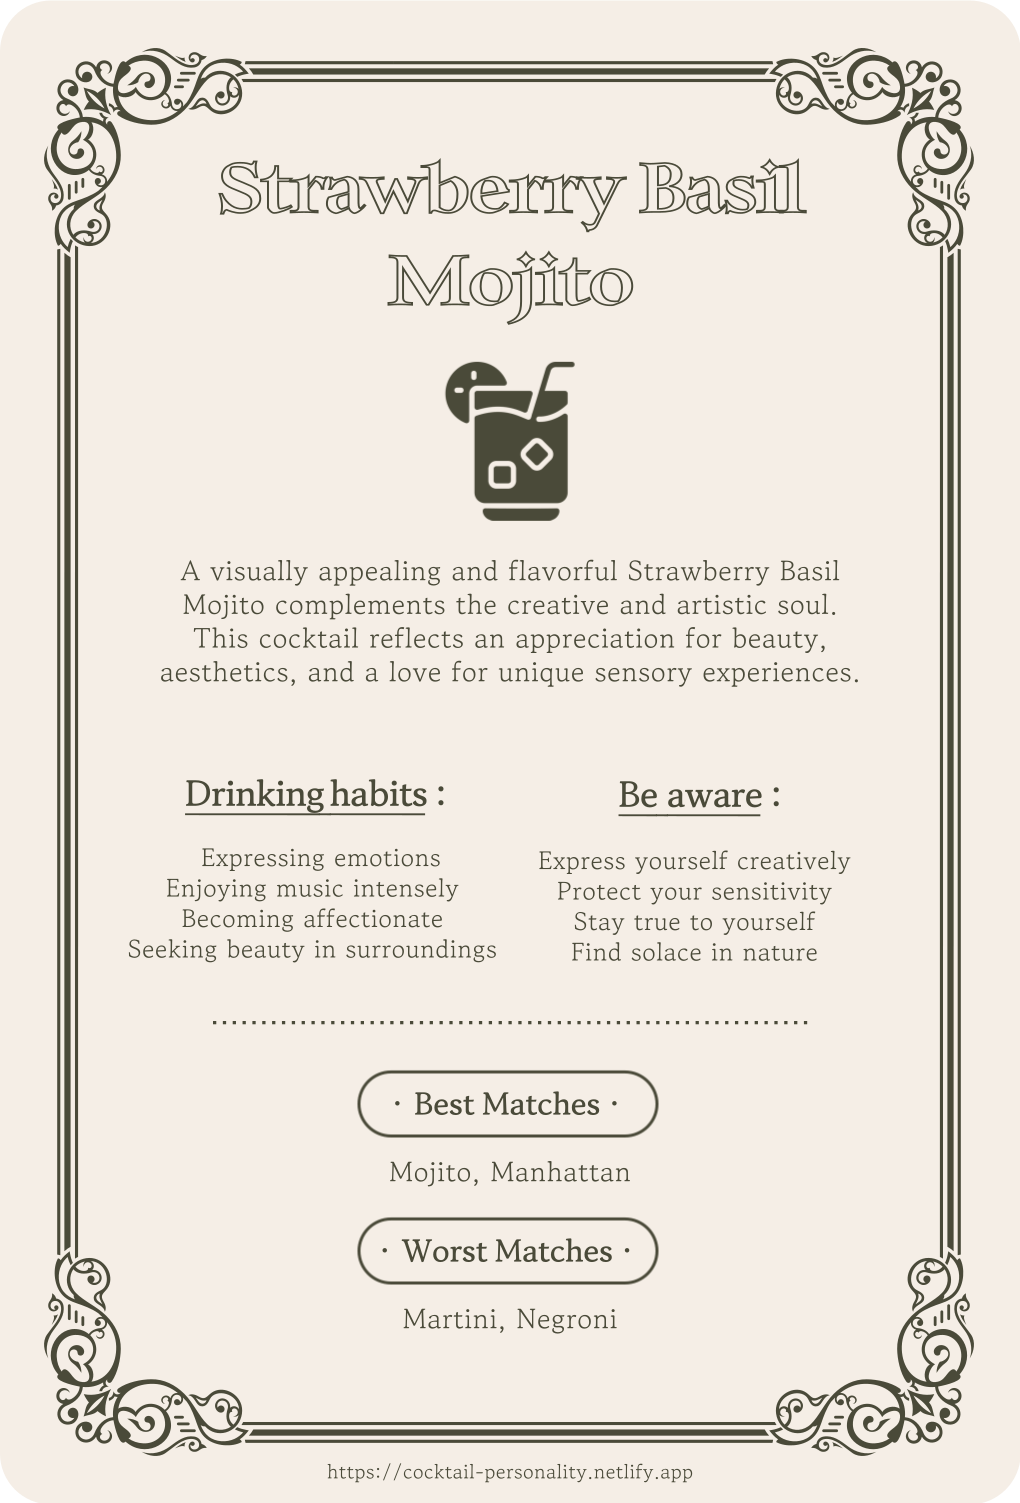 Strawberry Basil
Mojito
A visually appealing and flavorful Strawberry Basil
Mojito complements the creative and artistic soul.
This cocktail reflects an appreciation for beauty,
aesthetics, and a love for unique sensory experiences.
Drinking habits :
Expressing emotions
Enjoying music intensely
Becoming affectionate
Seeking beauty in surroundings
Be aware :
Express yourself creatively
Protect your sensitivity
Stay true to yourself
Find solace in nature
· Best Matches ·
Mojito, Manhattan
· Worst Matches ·
Martini, Negroni
https://cocktail-personality.netlify.app